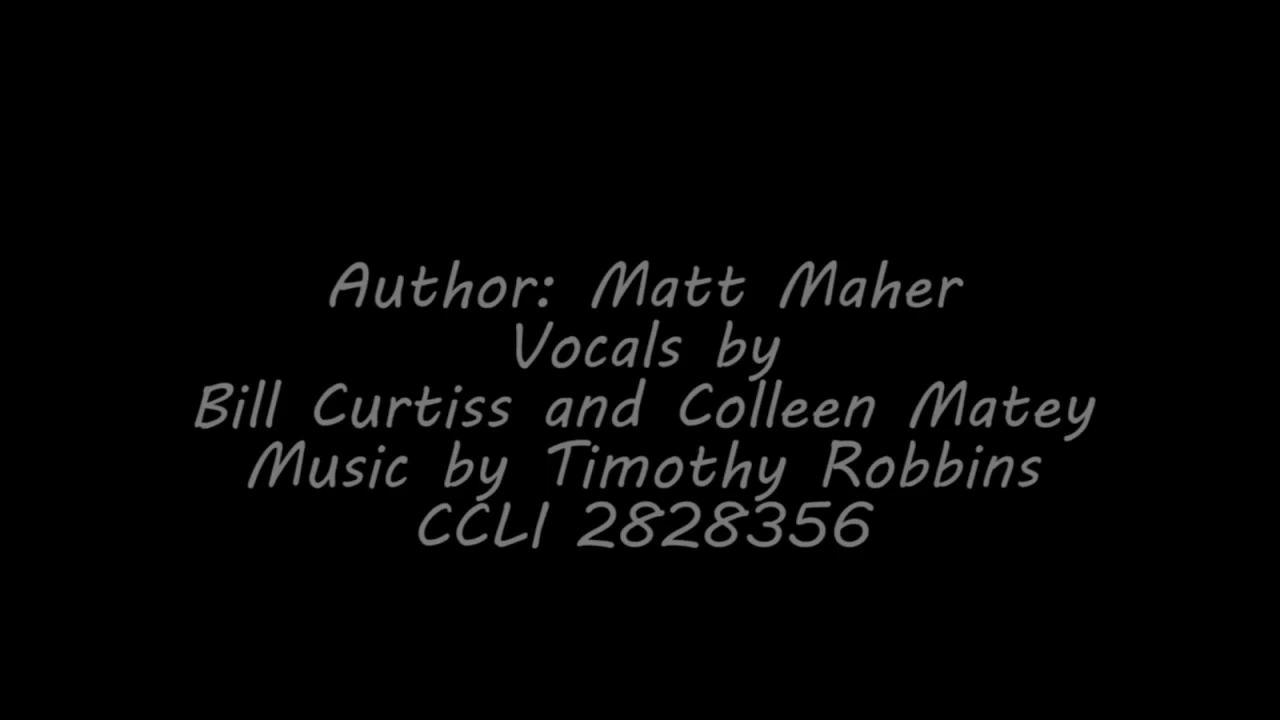 Author: Matt Maher
Vocals by
Bill Curtiss and Colleen Matey
Music by Timothy Robbins
CCLI 2828356